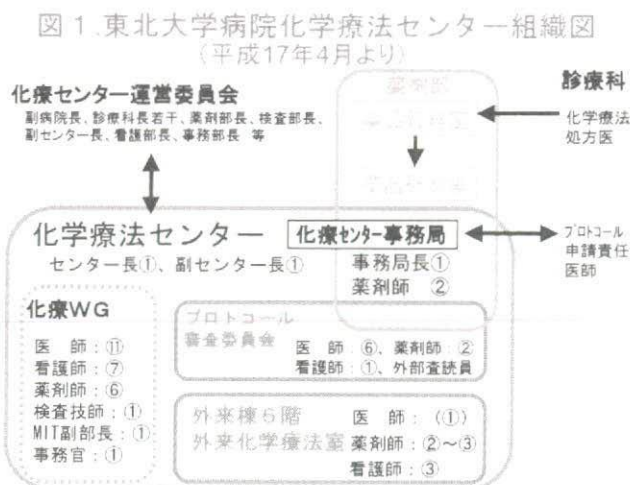 図1.東北大学病院化学療法センター組織図
(平成17年4月より)
化療センター運営委員会
副病院長、診療科長若干、薬剤部長、検査部長、
副センター長、看護部長、事務部長 等
薬剤部
診療科
化学療法
処方医
化学療法センター
センター長①、副センター長①
化療センター事務局
事務局長①
薬剤師 ②
プロトコール
申請責任
医師
化療WG
医 師:⑪
看護師:⑦
薬剤師:⑥
検査技師:①
MIT副部長:①
事務官:①
プロトコール
審査委員会
医 師:⑥、薬剤師:②
看護師:①、外部査読員
外来棟5階
外来化学療法室
医 師:(①)
薬剤師:②〜③
看護師:③